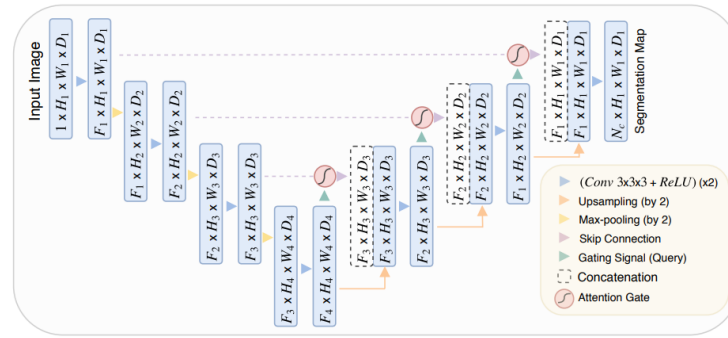 Input Image
1 x H₁ x W₁ x D₁
F₁ x H₁ x W₁ x D₁
F₁ x H₂ x W₂ x D₂
F₂ x H₂ x W₂ x D₂
F₂ x H₃ x W₃ x D₃
F₃ x H₃ x W₃ x D₃
F₃ x H₄ x W₄ x D₄
F₄ x H₄ x W₄ x D₄
F₃ x H₃ x W₃ x D₃
F₃ x H₃ x W₃ x D₃
F₂ x H₃ x W₃ x D₃
F₂ x H₂ x W₂ x D₂
F₂ x H₂ x W₂ x D₂
F₁ x H₂ x W₂ x D₂
F₁ x H₁ x W₁ x D₁
F₁ x H₁ x W₁ x D₁
N꜀ x H₁ x W₁ x D₁
Segmentation Map
(Conv 3x3x3 + ReLU) (x2)
Upsampling (by 2)
Max-pooling (by 2)
Skip Connection
Gating Signal (Query)
Concatenation
Attention Gate